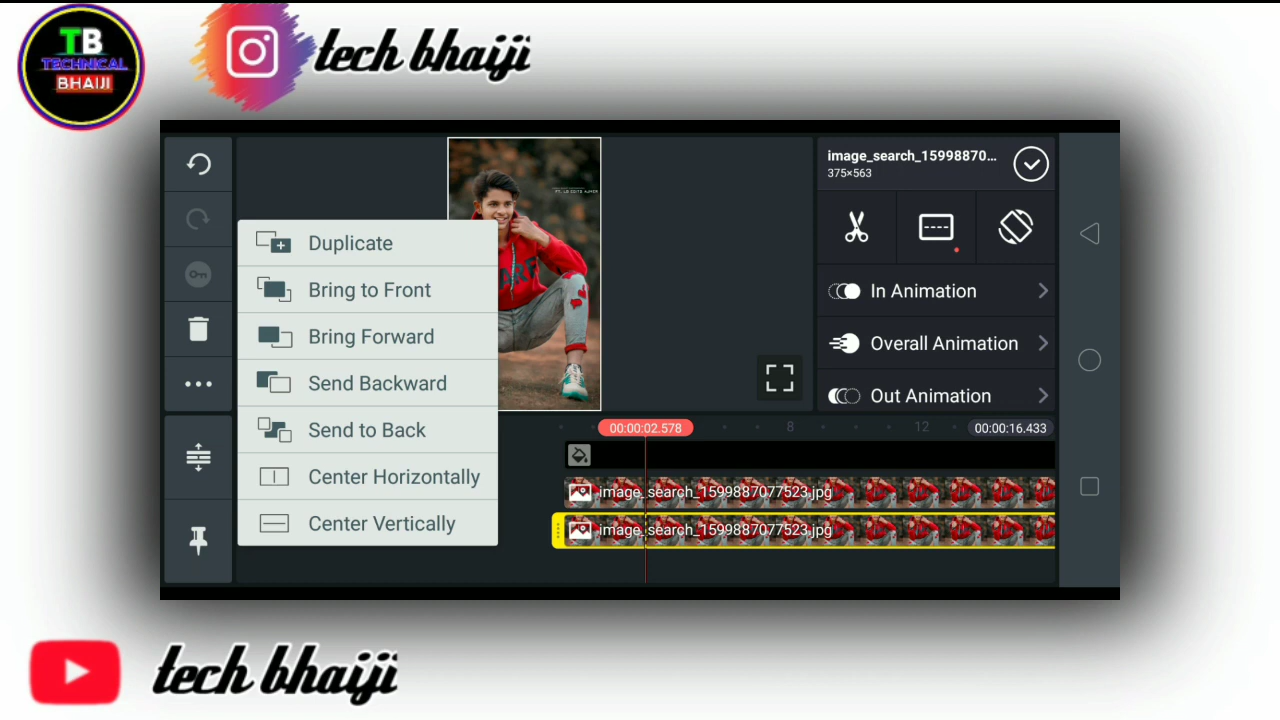 TB
TECHNICAL
BHAIJI
tech bhaiji
image_search_15998870...
375×563
Duplicate
Bring to Front
Bring Forward
Send Backward
Send to Back
Center Horizontally
Center Vertically
In Animation
Overall Animation
Out Animation
00:00:02.578
8
12
00:00:16.433
image_search_1599887077523.jpg
image_search_1599887077523.jpg
tech bhaiji